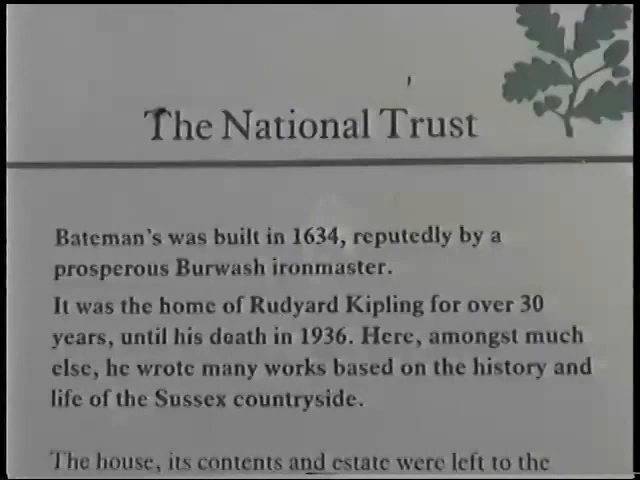 The National Trust
Bateman's was built in 1634, reputedly by a
prosperous Burwash ironmaster.
It was the home of Rudyard Kipling for over 30
years, until his death in 1936. Here, amongst much
else, he wrote many works based on the history and
life of the Sussex countryside.
The house, its contents and estate were left to the